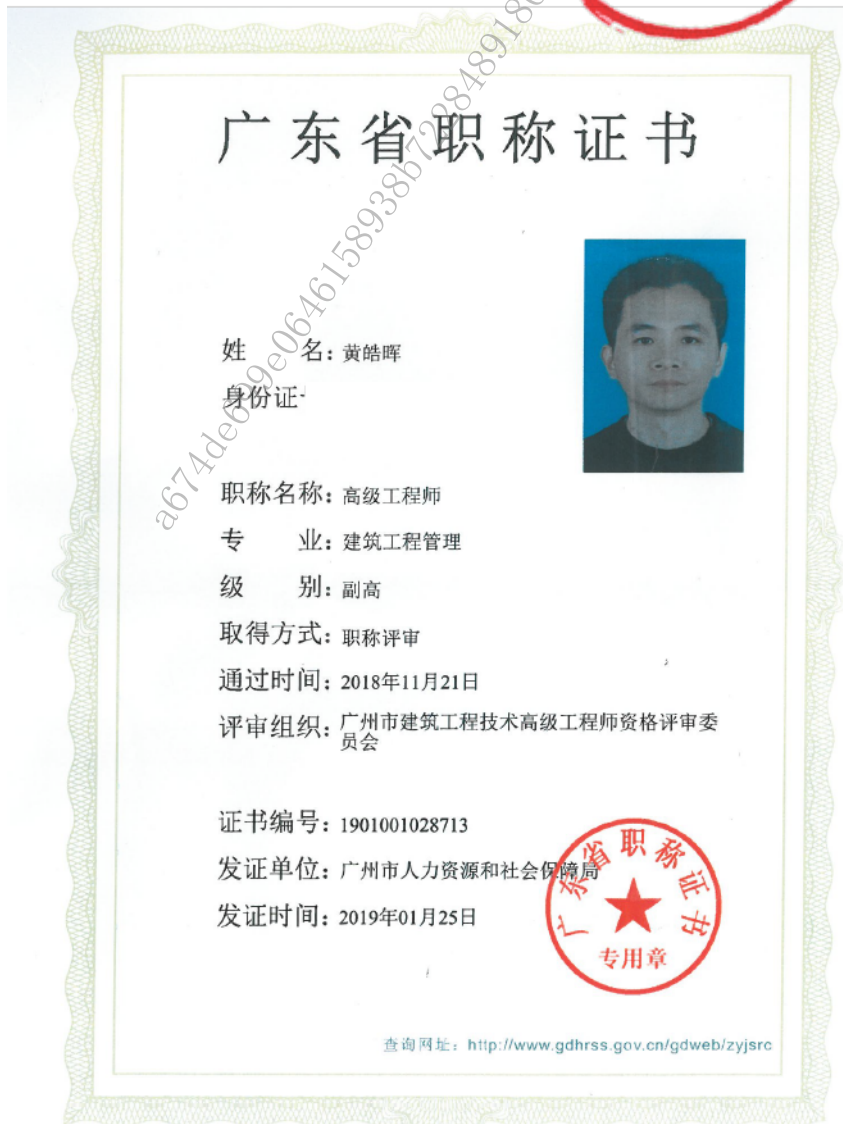 广东省职称证书
姓 名：黄皓晖
身份证
职称名称：高级工程师
专 业：建筑工程管理
级 别：副高
取得方式：职称评审
通过时间：2018年11月21日
评审组织：广州市建筑工程技术高级工程师资格评审委
员会
证书编号：1901001028713
发证单位：广州市人力资源和社会保障局
发证时间：2019年01月25日
广东省职称证书
专用章
查询网址：http://www.gdhrss.gov.cn/gdweb/zyjsrc